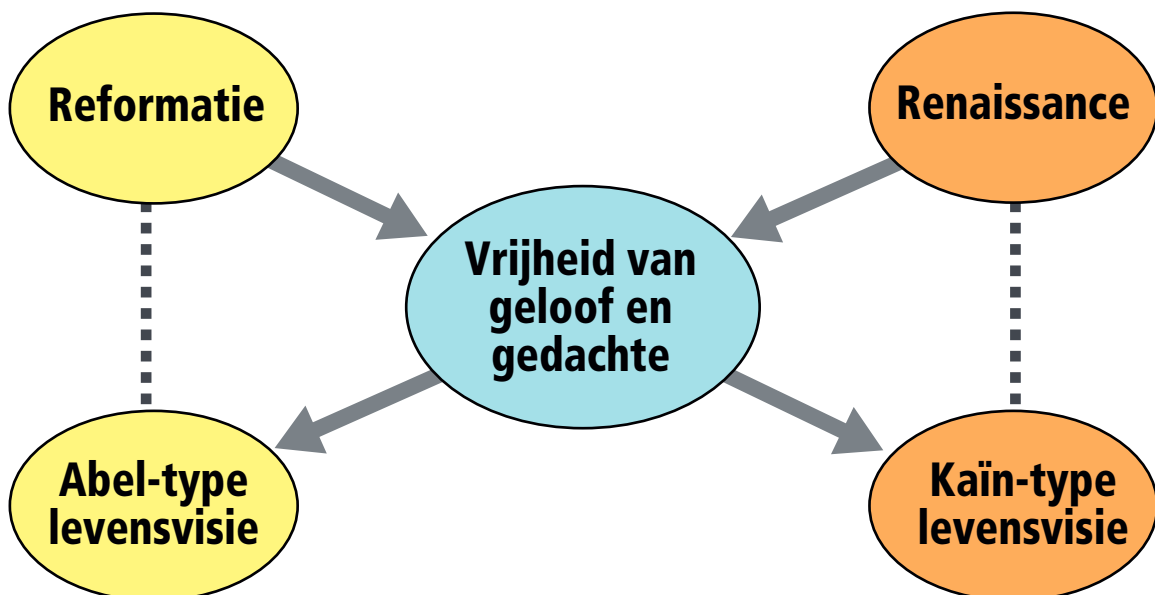 Reformatie
Renaissance
Vrijheid van
geloof en
gedachte
Abel-type
levensvisie
Kaïn-type
levensvisie